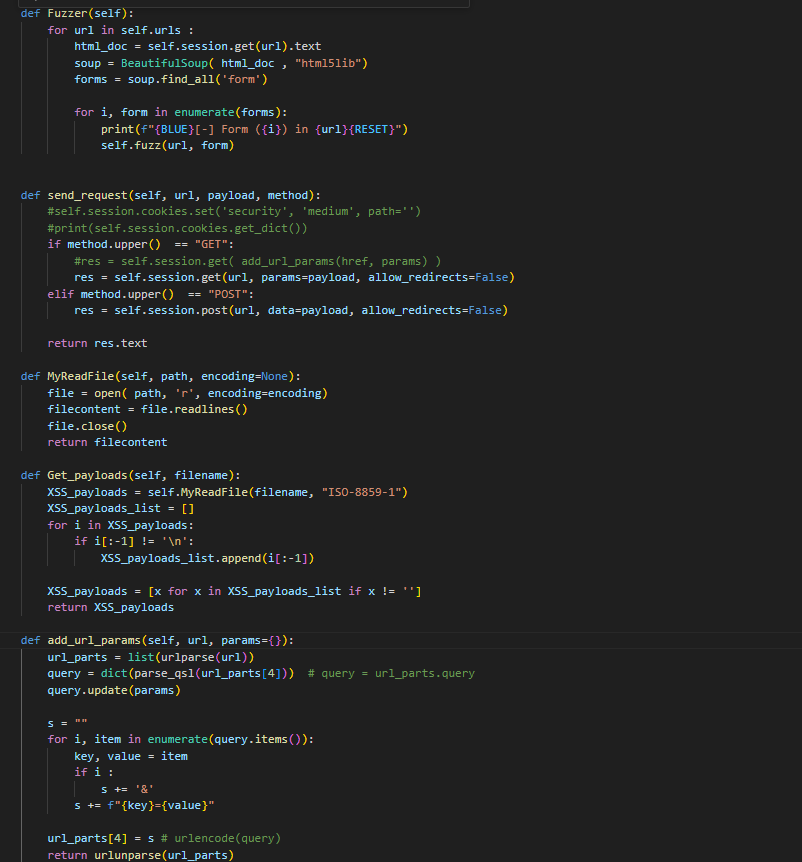 def Fuzzer(self):
    for url in self.urls :
        html_doc = self.session.get(url).text
        soup = BeautifulSoup( html_doc , "html5lib")
        forms = soup.find_all('form')

        for i, form in enumerate(forms):
            print(f"{BLUE}[-] Form ({i}) in {url}{RESET}")
            self.fuzz(url, form)


def send_request(self, url, payload, method):
    #self.session.cookies.set('security', 'medium', path='')
    #print(self.session.cookies.get_dict())
    if method.upper()  == "GET":
        #res = self.session.get( add_url_params(href, params) )
        res = self.session.get(url, params=payload, allow_redirects=False)
    elif method.upper()  == "POST":
        res = self.session.post(url, data=payload, allow_redirects=False)

    return res.text

def MyReadFile(self, path, encoding=None):
    file = open( path, 'r', encoding=encoding)
    filecontent = file.readlines()
    file.close()
    return filecontent

def Get_payloads(self, filename):
    XSS_payloads = self.MyReadFile(filename, "ISO-8859-1")
    XSS_payloads_list = []
    for i in XSS_payloads:
        if i[:-1] != '\n':
            XSS_payloads_list.append(i[:-1])

    XSS_payloads = [x for x in XSS_payloads_list if x != '']
    return XSS_payloads

def add_url_params(self, url, params={}):
    url_parts = list(urlparse(url))
    query = dict(parse_qsl(url_parts[4]))  # query = url_parts.query
    query.update(params)

    s = ""
    for i, item in enumerate(query.items()):
        key, value = item
        if i :
            s += '&'
        s += f"{key}={value}"

    url_parts[4] = s # urlencode(query)
    return urlunparse(url_parts)